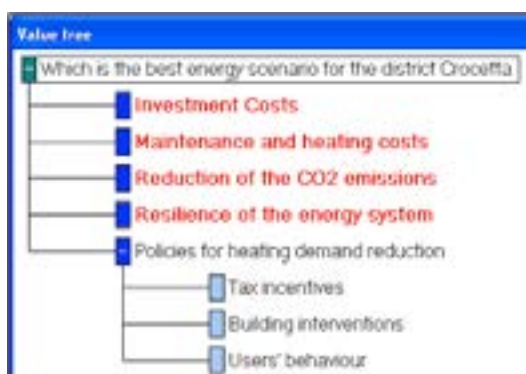 Value tree
Which is the best energy scenario for the district Crocetta
Investment Costs
Maintenance and heating costs
Reduction of the CO2 emissions
Resilience of the energy system
Policies for heating demand reduction
Tax incentives
Building interventions
Users' behaviour